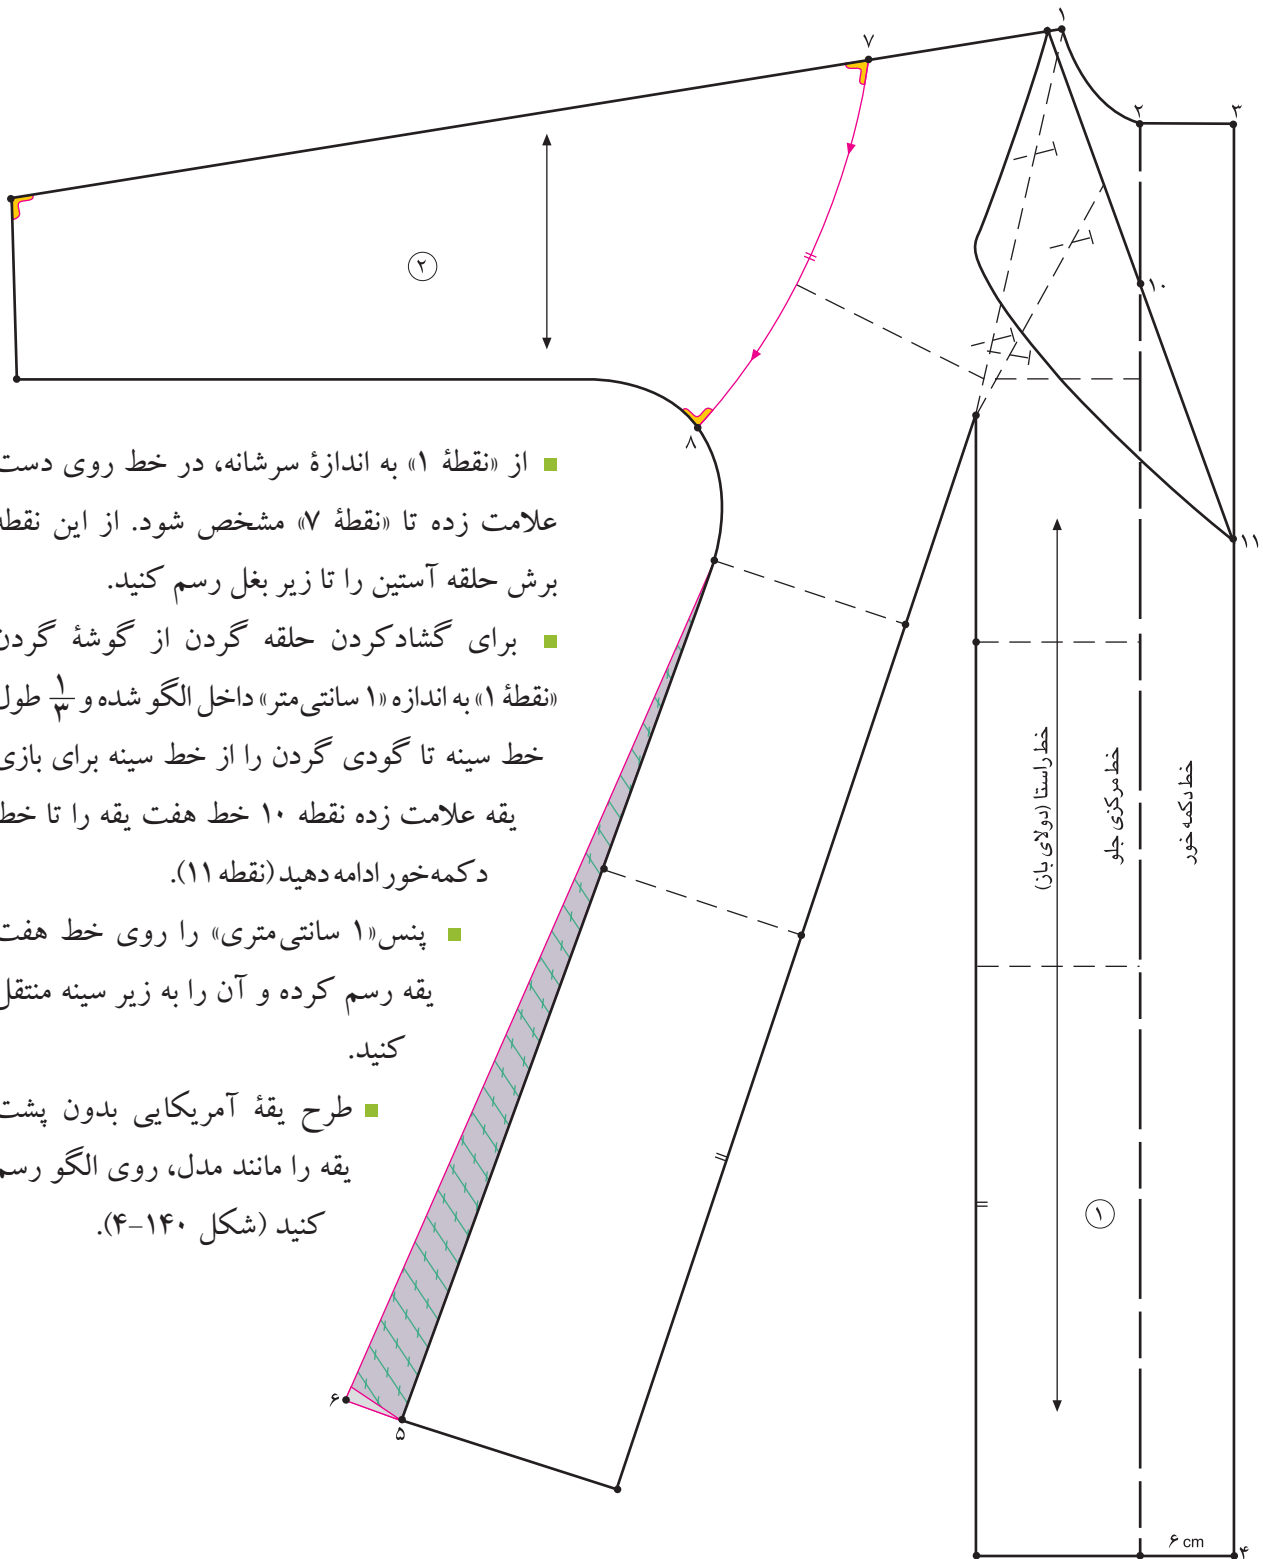 ۱
۷
۲
۳
۱۰
②
۸
۱۱
■ از «نقطهٔ ۱» به اندازهٔ سرشانه، در خط روی دست
علامت زده تا «نقطهٔ ۷» مشخص شود. از این نقطه
برش حلقه آستین را تا زیر بغل رسم کنید.
■ برای گشادکردن حلقه گردن از گوشهٔ گردن
«نقطهٔ ۱» به اندازه «۱ سانتی‌متر» داخل الگو شده و ۱/۳ طول
خط سینه تا گودی گردن را از خط سینه برای بازی
یقه علامت زده نقطه ۱۰ خط هفت یقه را تا خط
دکمه‌خور ادامه دهید (نقطه ۱۱).
■ پنس«۱ سانتی‌متری» را روی خط هفت
یقه رسم کرده و آن را به زیر سینه منتقل
کنید.
■ طرح یقهٔ آمریکایی بدون پشت
یقه را مانند مدل، روی الگو رسم
کنید (شکل ۱۴۰-۴).
خط راستا (دولای باز)
خط مرکزی جلو
خط دکمه خور
①
۶
۵
۶ cm
۴